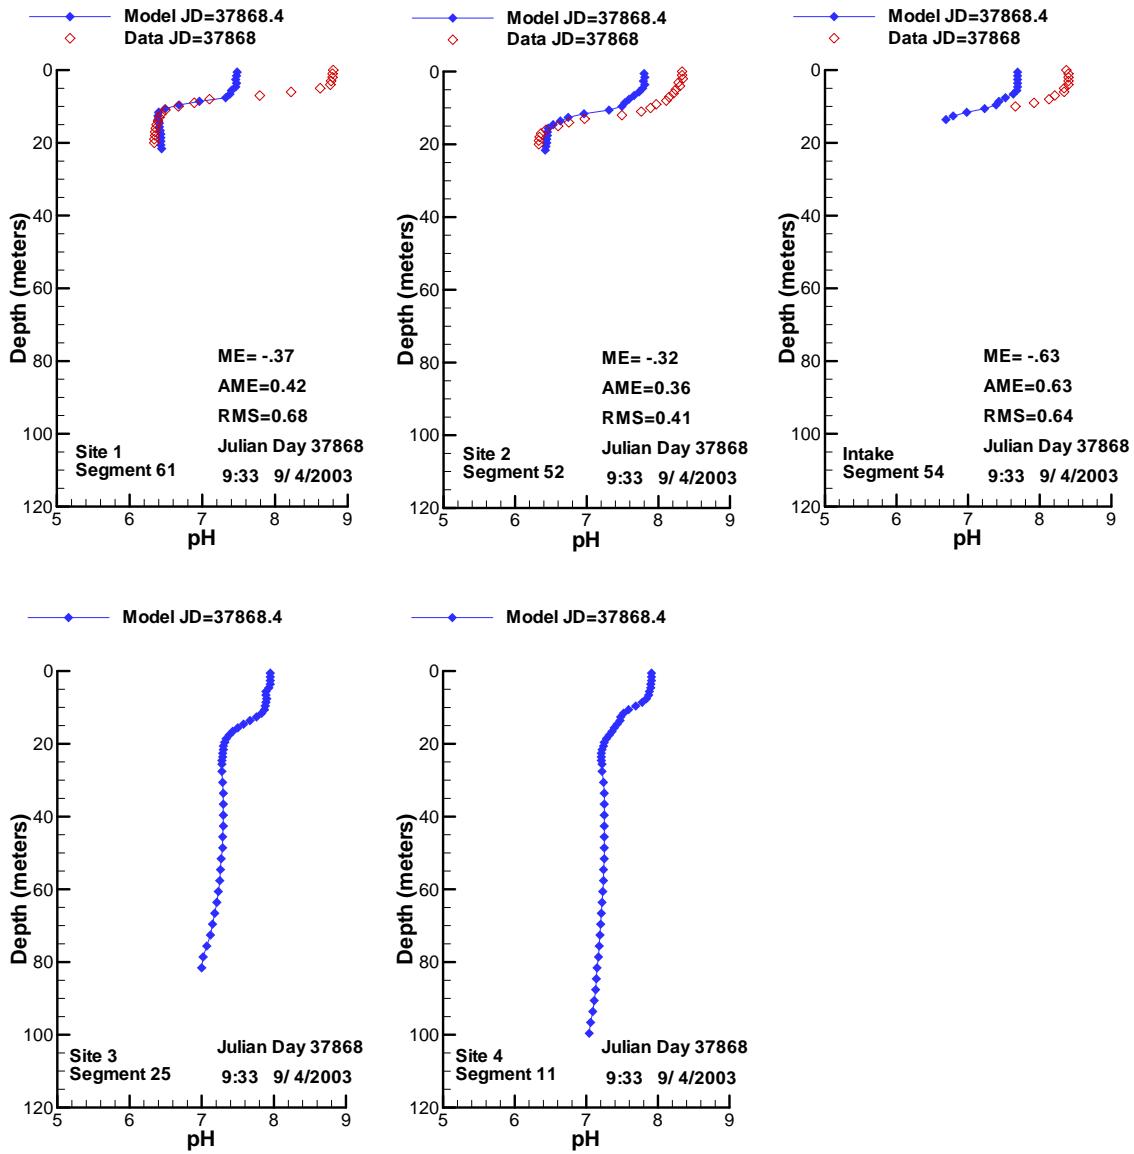 Model JD=37868.4
Data JD=37868
0
20
40
60
80
100
120
5 6 7 8 9
Depth (meters)
pH
ME= -.37
AME=0.42
RMS=0.68
Julian Day 37868
9:33 9/ 4/2003
Site 1
Segment 61
Model JD=37868.4
Data JD=37868
0
20
40
60
80
100
120
5 6 7 8 9
Depth (meters)
pH
ME= -.32
AME=0.36
RMS=0.41
Julian Day 37868
9:33 9/ 4/2003
Site 2
Segment 52
Model JD=37868.4
Data JD=37868
0
20
40
60
80
100
120
5 6 7 8 9
Depth (meters)
pH
ME= -.63
AME=0.63
RMS=0.64
Julian Day 37868
9:33 9/ 4/2003
Intake
Segment 54
Model JD=37868.4
0
20
40
60
80
100
120
5 6 7 8 9
Depth (meters)
pH
Julian Day 37868
9:33 9/ 4/2003
Site 3
Segment 25
Model JD=37868.4
0
20
40
60
80
100
120
5 6 7 8 9
Depth (meters)
pH
Julian Day 37868
9:33 9/ 4/2003
Site 4
Segment 11